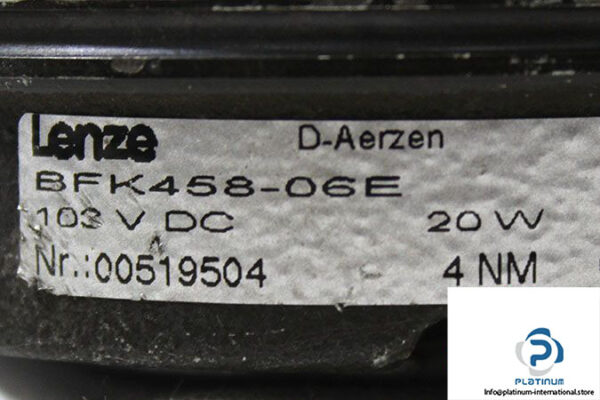 Lenze D-Aerzen
BFK458-06E
103 V DC 20 W
Nr.:00519504 4 NM
PLATINUM
info@platinum-international.store